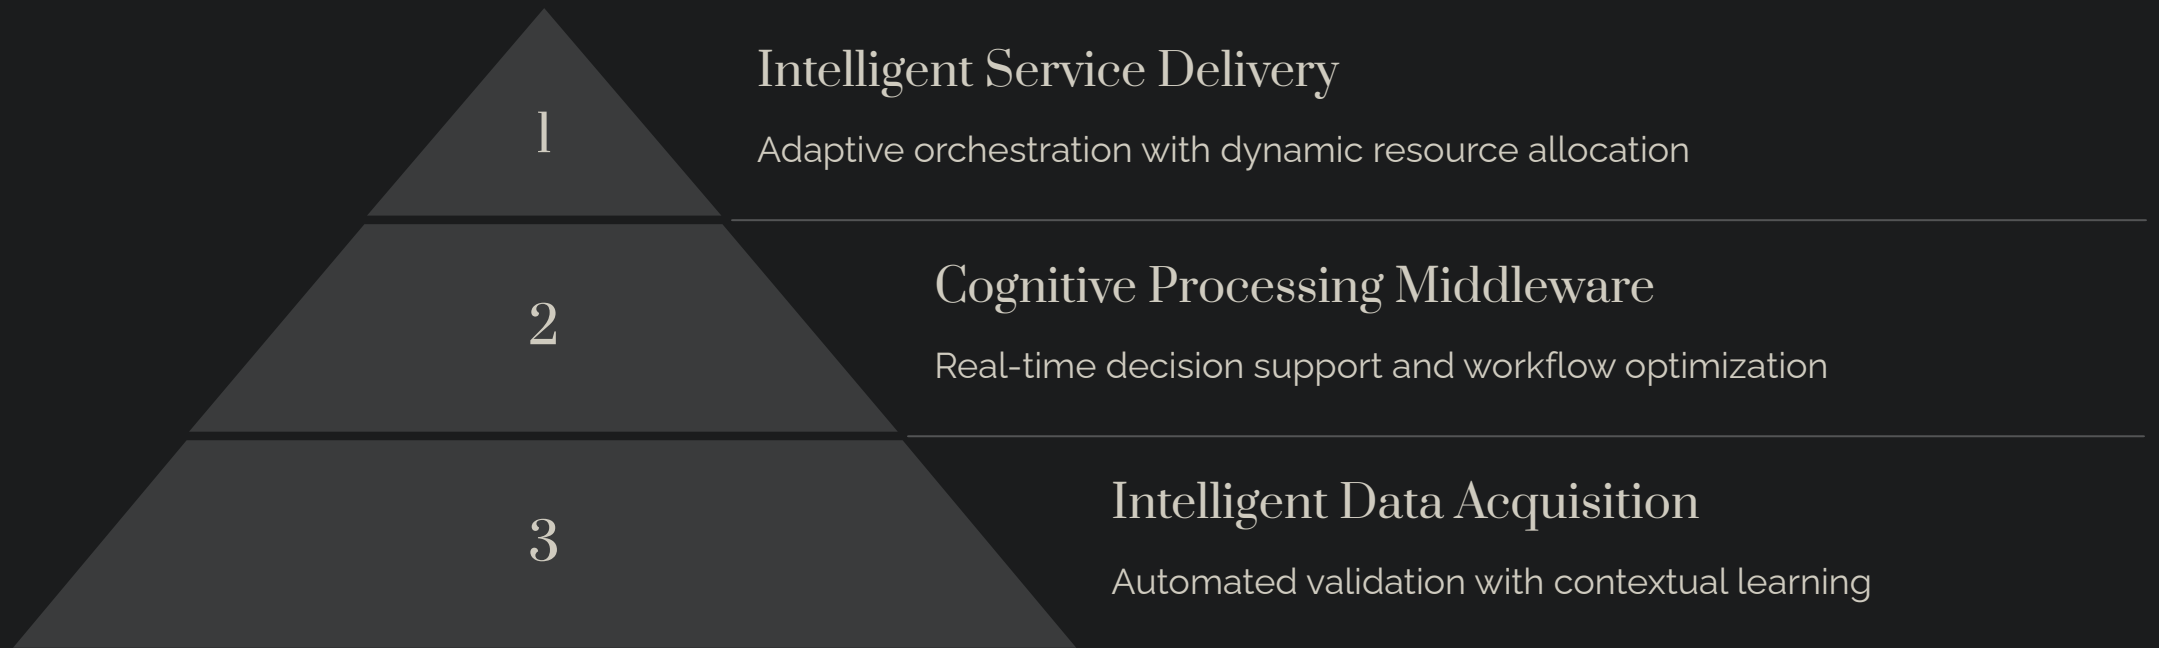 1
Intelligent Service Delivery
Adaptive orchestration with dynamic resource allocation
2
Cognitive Processing Middleware
Real-time decision support and workflow optimization
3
Intelligent Data Acquisition
Automated validation with contextual learning